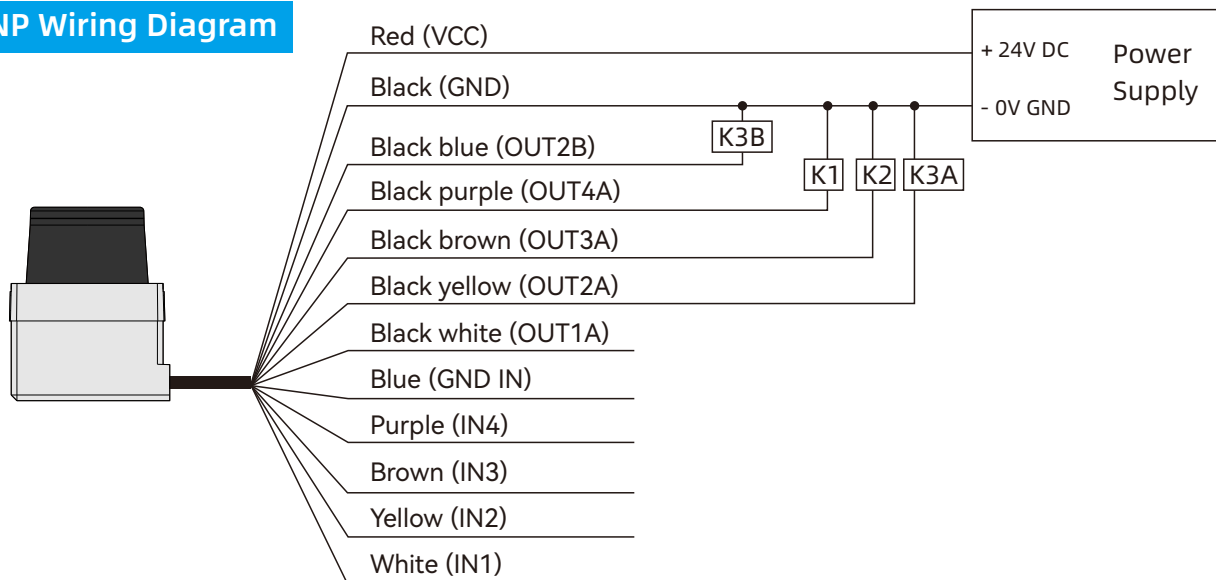 NP Wiring Diagram
Red (VCC)
+ 24V DC
Power
Supply
Black (GND)
- 0V GND
K3B
Black blue (OUT2B)
K1
K2
K3A
Black purple (OUT4A)
Black brown (OUT3A)
Black yellow (OUT2A)
Black white (OUT1A)
Blue (GND IN)
Purple (IN4)
Brown (IN3)
Yellow (IN2)
White (IN1)